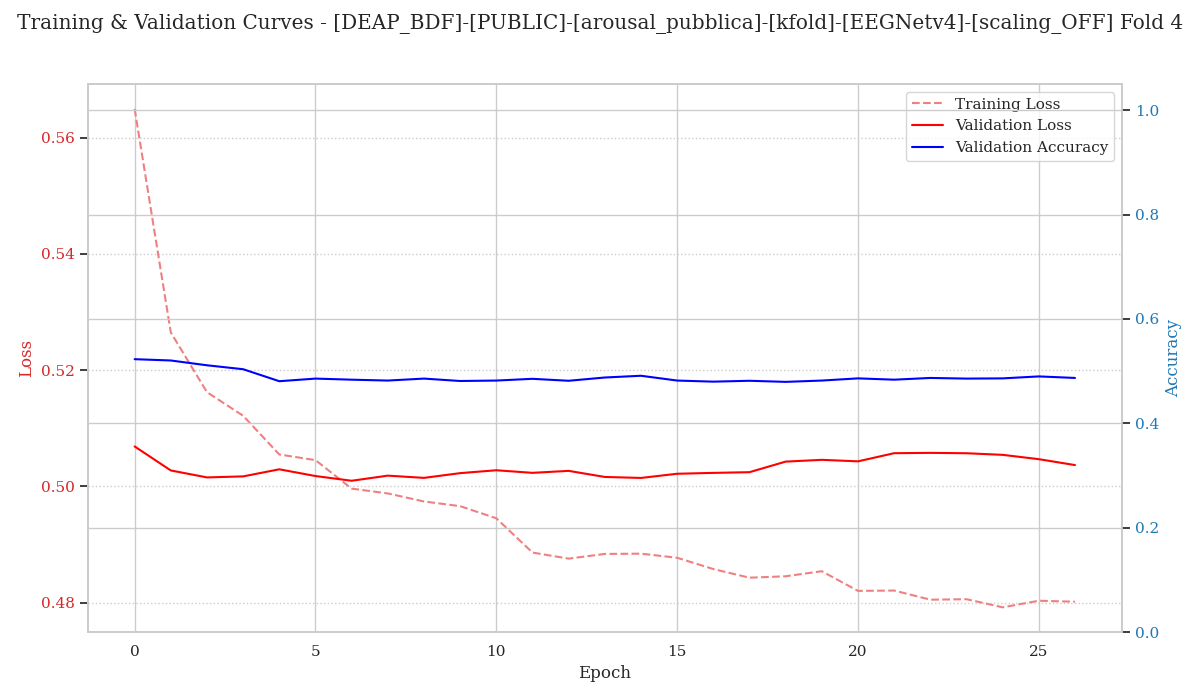 Training & Validation Curves - [DEAP_BDF]-[PUBLIC]-[arousal_pubblica]-[kfold]-[EEGNetv4]-[scaling_OFF] Fold 4
Training Loss
Validation Loss
Validation Accuracy
Loss
0.56
0.54
0.52
0.50
0.48
1.0
0.8
0.6
0.4
0.2
0.0
Accuracy
0
5
10
15
20
25
Epoch